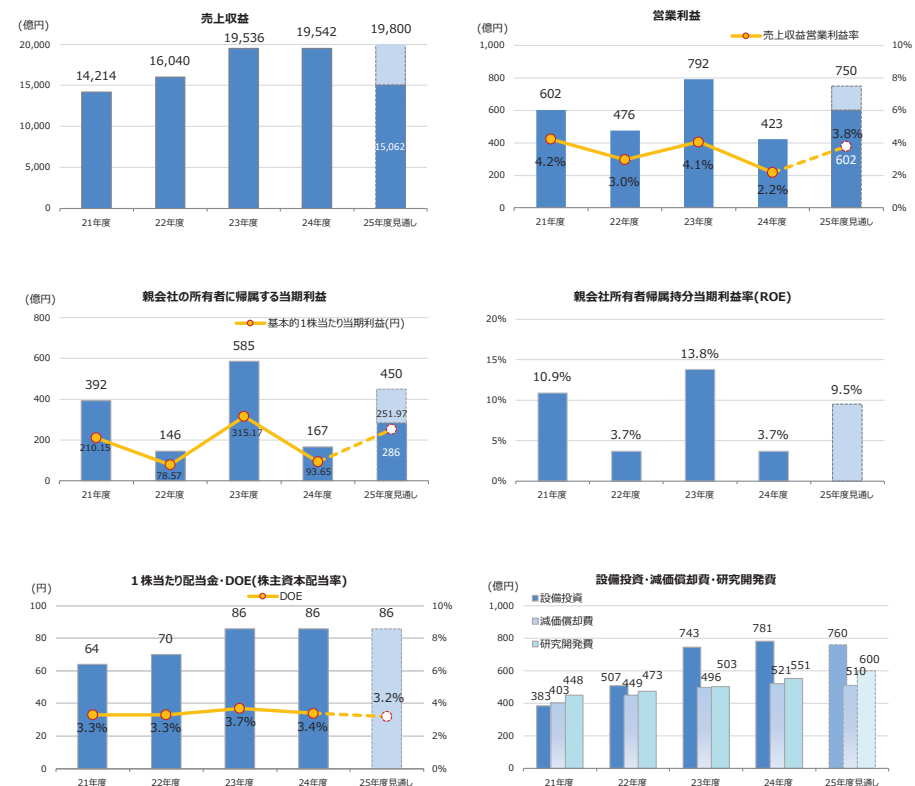 売上収益
(億円)
20,000
15,000
10,000
5,000
0
14,214
16,040
19,536
19,542
19,800
15,062
21年度
22年度
23年度
24年度
25年度見通し
営業利益
(億円)
売上収益営業利益率
1,000
800
600
400
200
0
10%
8%
6%
4%
2%
0%
602
476
792
423
750
4.2%
3.0%
4.1%
2.2%
3.8%
602
21年度
22年度
23年度
24年度
25年度見通し
親会社の所有者に帰属する当期利益
(億円)
基本的1株当たり当期利益(円)
800
600
400
200
0
392
146
585
167
450
210.15
78.57
315.17
93.65
251.97
286
21年度
22年度
23年度
24年度
25年度見通し
親会社所有者帰属持分当期利益率(ROE)
20%
15%
10%
5%
0%
10.9%
3.7%
13.8%
3.7%
9.5%
21年度
22年度
23年度
24年度
25年度見通し
1株当たり配当金・DOE(株主資本配当率)
(円)
DOE
100
80
60
40
20
0
10%
8%
6%
4%
2%
0%
64
70
86
86
86
3.3%
3.3%
3.7%
3.4%
3.2%
21年度
22年度
23年度
24年度
25年度見通し
設備投資・減価償却費・研究開発費
(億円)
設備投資
減価償却費
研究開発費
1,000
800
600
400
200
0
383
403
448
507
449
473
743
496
503
781
521
551
760
510
600
21年度
22年度
23年度
24年度
25年度見通し